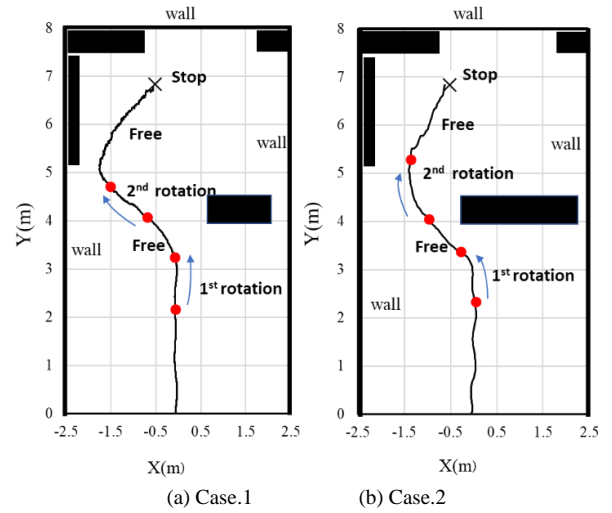 wall
8
7
6
5
4
3
2
1
0
Y(m)
-2.5 -1.5 -0.5 0.5 1.5 2.5
X(m)
Stop
Free
wall
2nd rotation
Free
wall
1st rotation
(a) Case.1
wall
8
7
6
5
4
3
2
1
0
Y(m)
-2.5 -1.5 -0.5 0.5 1.5 2.5
X(m)
Stop
Free
wall
2nd rotation
Free
1st rotation
wall
(b) Case.2